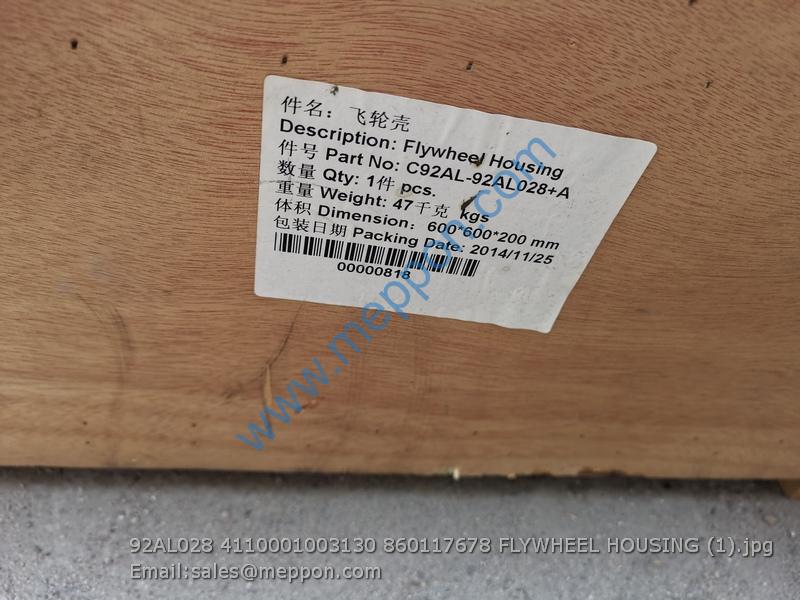 件名：飞轮壳
Description: Flywheel Housing
件号 Part No: C92AL-92AL028+A
数量 Qty: 1件 pcs.
重量 Weight: 47千克 kgs
体积 Dimension: 600*600*200 mm
包装日期 Packing Date: 2014/11/25
00000818
www.meppon.com
92AL028 4110001003130 860117678 FLYWHEEL HOUSING (1).jpg
Email:sales@meppon.com